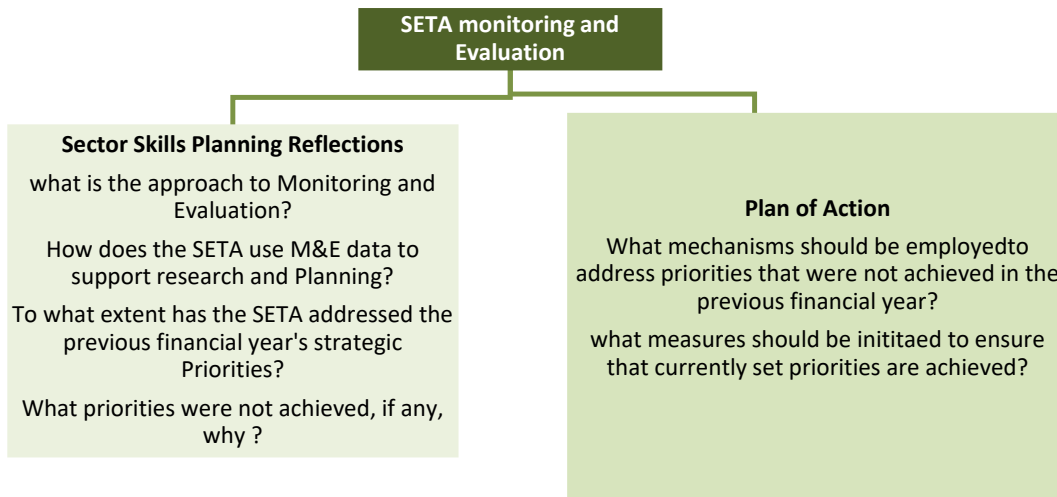 SETA monitoring and
Evaluation
Sector Skills Planning Reflections
what is the approach to Monitoring and
Evaluation?
How does the SETA use M&E data to
support research and Planning?
To what extent has the SETA addressed the
previous financial year's strategic
Priorities?
What priorities were not achieved, if any,
why ?
Plan of Action
What mechanisms should be employedto
address priorities that were not achieved in the
previous financial year?
what measures should be inititaed to ensure
that currently set priorities are achieved?